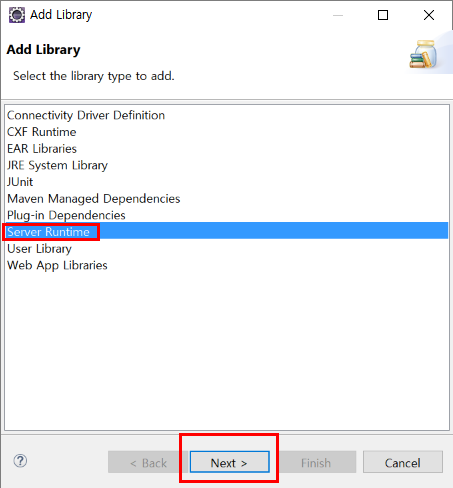 Add Library
Add Library
Select the library type to add.
Connectivity Driver Definition
CXF Runtime
EAR Libraries
JRE System Library
JUnit
Maven Managed Dependencies
Plug-in Dependencies
Server Runtime
User Library
Web App Libraries
? < Back Next > Finish Cancel